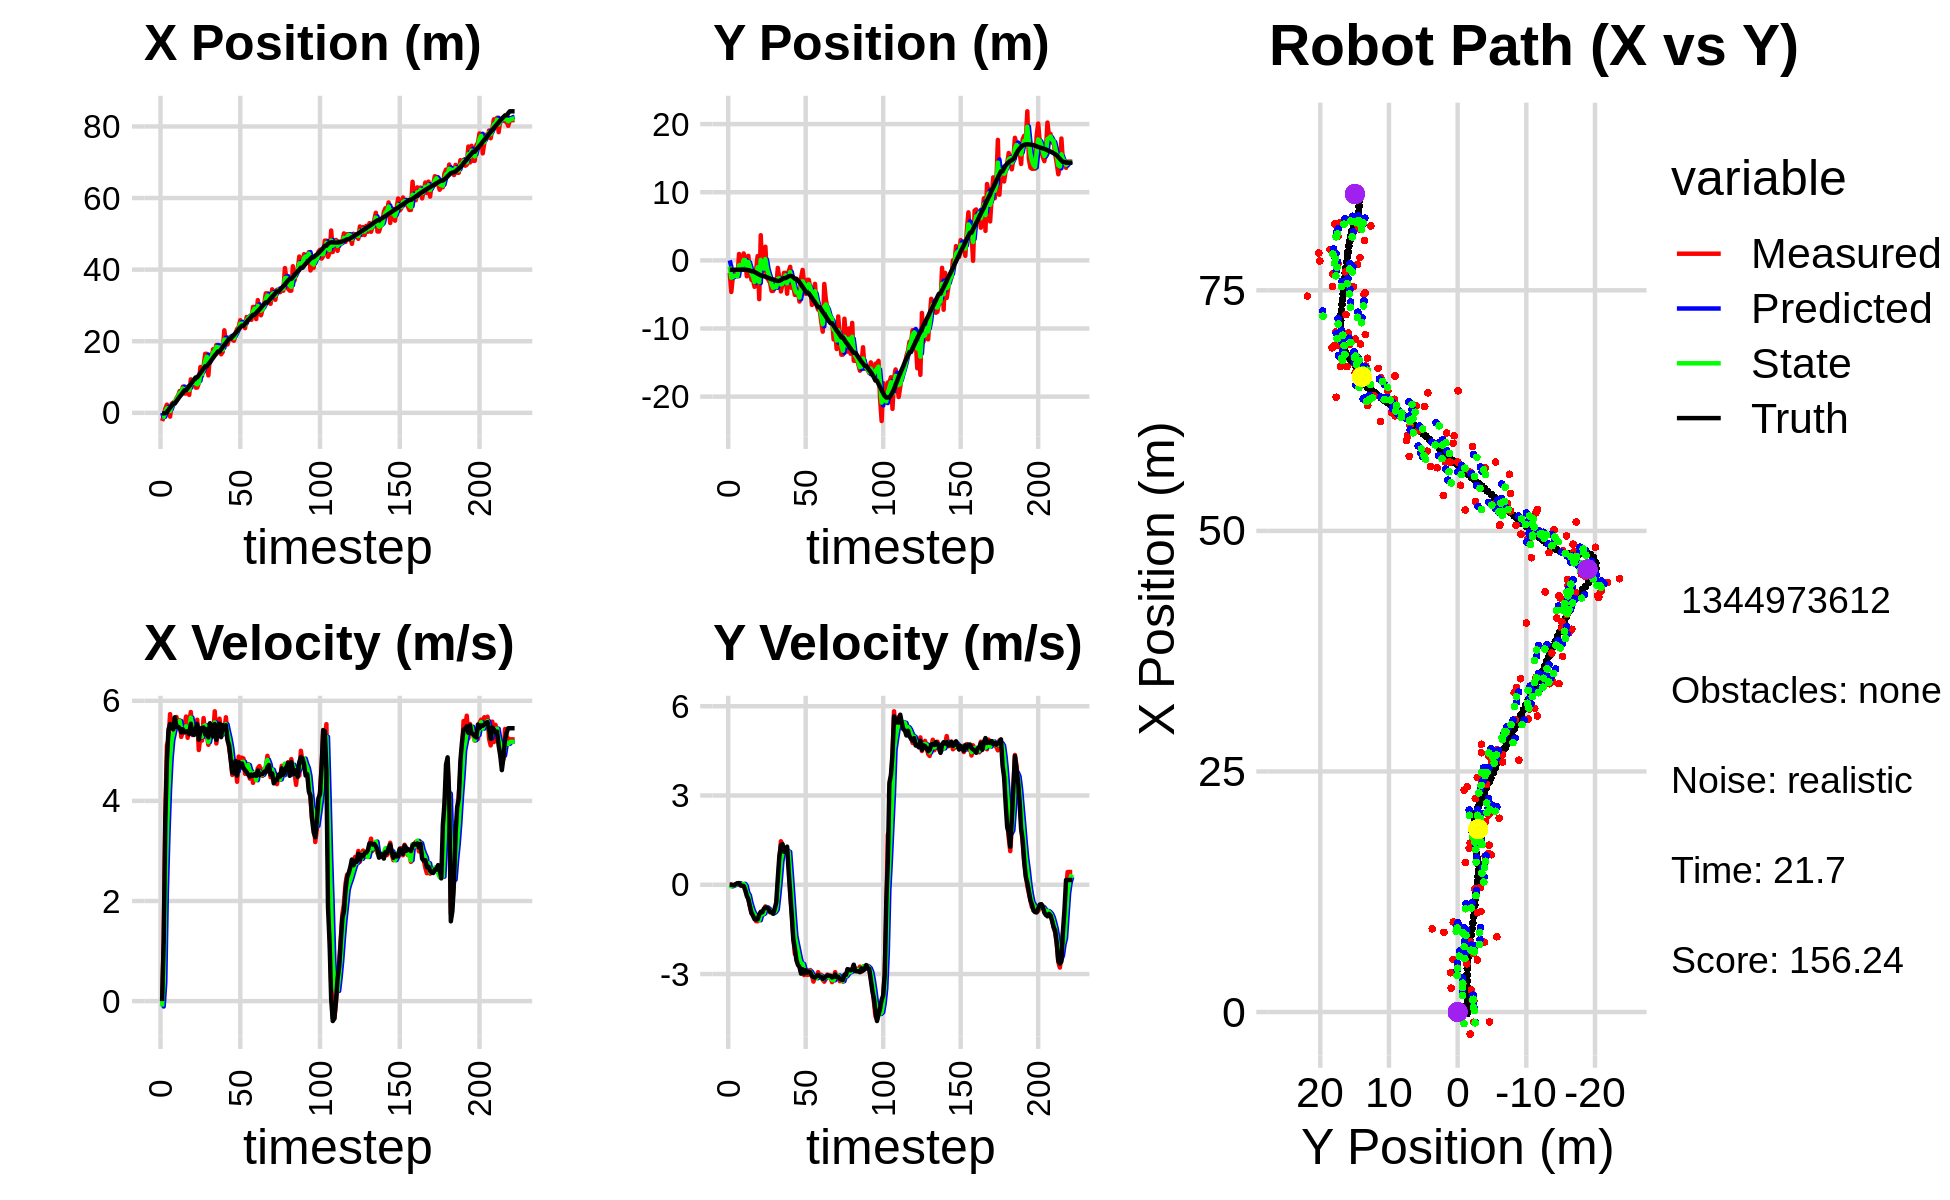 X Position (m)
80
60
40
20
0
0 50 100 150 200
timestep
Y Position (m)
20
10
0
-10
-20
0 50 100 150 200
timestep
X Velocity (m/s)
6
4
2
0
0 50 100 150 200
timestep
Y Velocity (m/s)
6
3
0
-3
0 50 100 150 200
timestep
Robot Path (X vs Y)
X Position (m)
75
50
25
0
20 10 0 -10 -20
Y Position (m)
variable
Measured
Predicted
State
Truth
1344973612
Obstacles: none
Noise: realistic
Time: 21.7
Score: 156.24